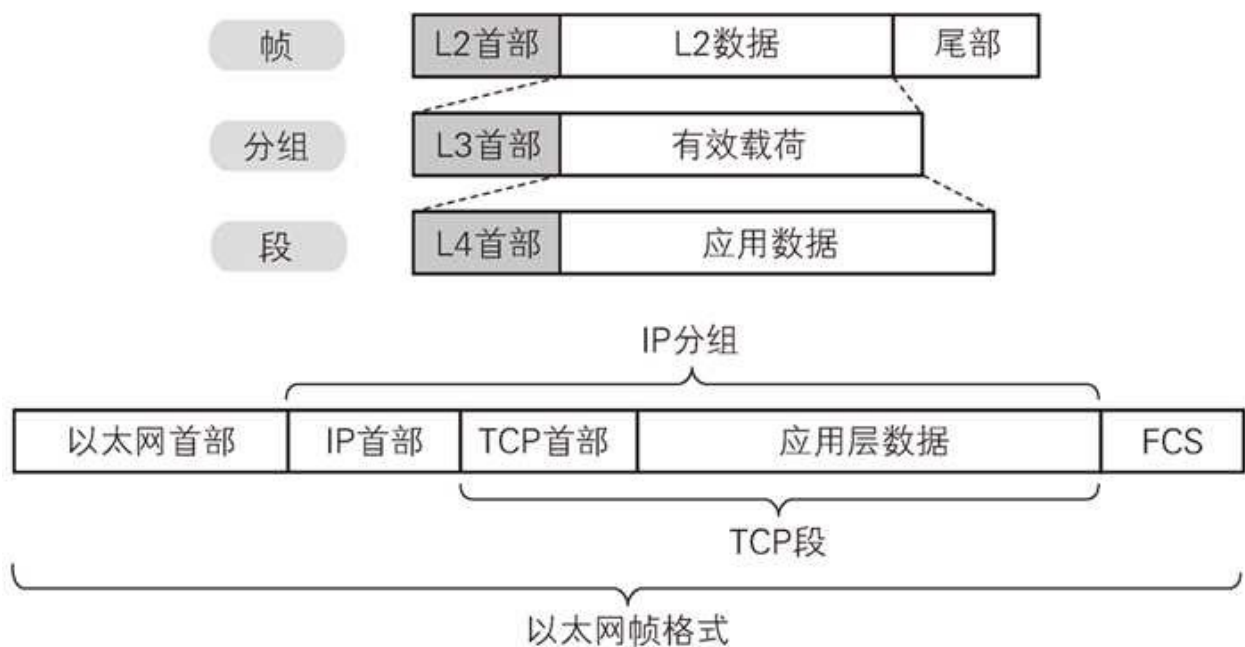 帧 L2首部 L2数据 尾部
分组 L3首部 有效载荷
段 L4首部 应用数据
IP分组
以太网首部 IP首部 TCP首部 应用层数据 FCS
TCP段
以太网帧格式